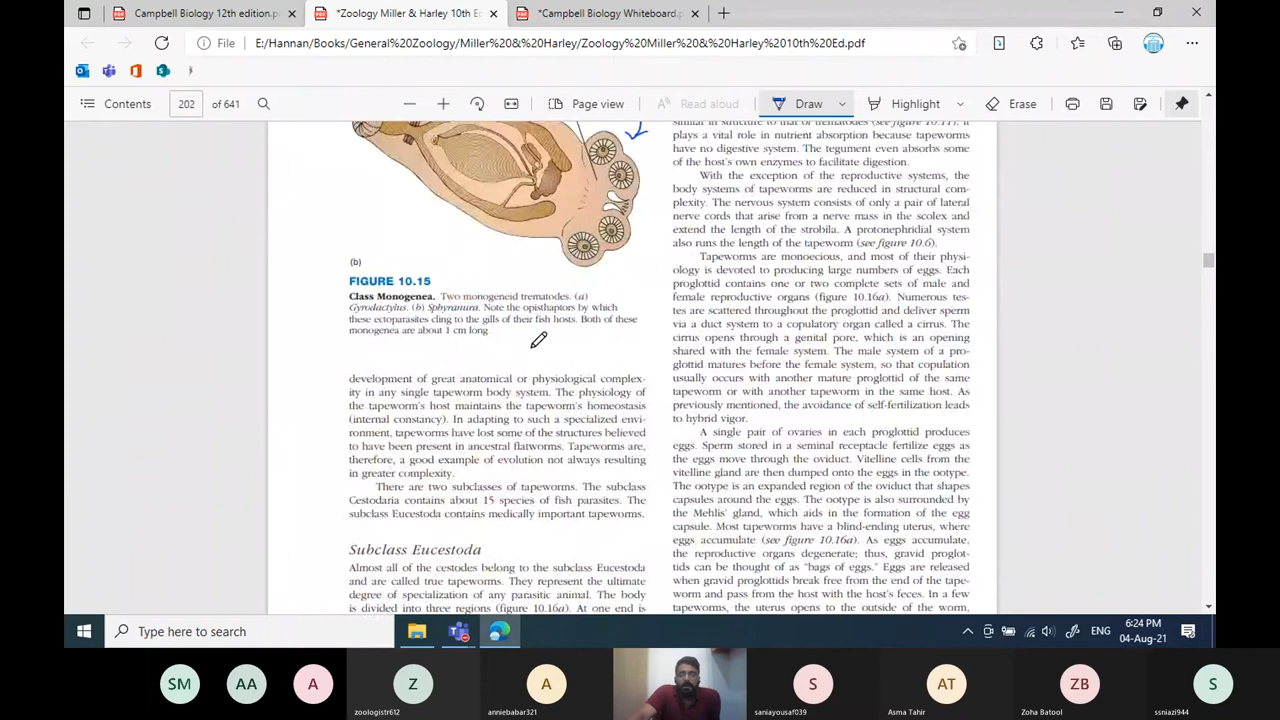 Campbell Biology 12th edition.p
*Zoology Miller & Harley 10th Ed
*Campbell Biology Whiteboard.p
File
E:/Hannan/Books/General%20Zoology/Miller%20&%20Harley/Zoology%20Miller%20&%20Harley%2010th%20Ed.pdf
Contents
202
of 641
Page view
Read aloud
Draw
Highlight
Erase
(b)
FIGURE 10.15
Class Monogenea. Two monogeneid trematodes. (a)
Gyrodactylus. (b) Sphyranura. Note the opisthaptors by which
these ectoparasites cling to the gills of their fish hosts. Both of these
monogenea are about 1 cm long.
development of great anatomical or physiological complex-
ity in any single tapeworm body system. The physiology of
the tapeworm's host maintains the tapeworm's homeostasis
(internal constancy). In adapting to such a specialized envi-
ronment, tapeworms have lost some of the structures believed
to have been present in ancestral flatworms. Tapeworms are,
therefore, a good example of evolution not always resulting
in greater complexity.
There are two subclasses of tapeworms. The subclass
Cestodaria contains about 15 species of fish parasites. The
subclass Eucestoda contains medically important tapeworms.
Subclass Eucestoda
Almost all of the cestodes belong to the subclass Eucestoda
and are called true tapeworms. They represent the ultimate
degree of specialization of any parasitic animal. The body
is divided into three regions (figure 10.16a). At one end is
similar in structure to that of trematodes (see figure 10.11). It
plays a vital role in nutrient absorption because tapeworms
have no digestive system. The tegument even absorbs some
of the host's own enzymes to facilitate digestion.
With the exception of the reproductive systems, the
body systems of tapeworms are reduced in structural com-
plexity. The nervous system consists of only a pair of lateral
nerve cords that arise from a nerve mass in the scolex and
extend the length of the strobila. A protonephridial system
also runs the length of the tapeworm (see figure 10.6).
Tapeworms are monoecious, and most of their physi-
ology is devoted to producing large numbers of eggs. Each
proglottid contains one or two complete sets of male and
female reproductive organs (figure 10.16a). Numerous tes-
tes are scattered throughout the proglottid and deliver sperm
via a duct system to a copulatory organ called a cirrus. The
cirrus opens through a genital pore, which is an opening
shared with the female system. The male system of a pro-
glottid matures before the female system, so that copulation
usually occurs with another mature proglottid of the same
tapeworm or with another tapeworm in the same host. As
previously mentioned, the avoidance of self-fertilization leads
to hybrid vigor.
A single pair of ovaries in each proglottid produces
eggs. Sperm stored in a seminal receptacle fertilize eggs as
the eggs move through the oviduct. Vitelline cells from the
vitelline gland are then dumped onto the eggs in the ootype.
The ootype is an expanded region of the oviduct that shapes
capsules around the eggs. The ootype is also surrounded by
the Mehlis' gland, which aids in the formation of the egg
capsule. Most tapeworms have a blind-ending uterus, where
eggs accumulate (see figure 10.16a). As eggs accumulate,
the reproductive organs degenerate; thus, gravid proglot-
tids can be thought of as "bags of eggs." Eggs are released
when gravid proglottids break free from the end of the tape-
worm and pass from the host with the host's feces. In a few
tapeworms, the uterus opens to the outside of the worm,
Type here to search
ENG
6:24 PM
04-Aug-21
SM
AA
A
Z
zoologistr612
A
anniebabar321
S
saniayousaf039
AT
Asma Tahir
ZB
Zoha Batool
S
ssniazi944